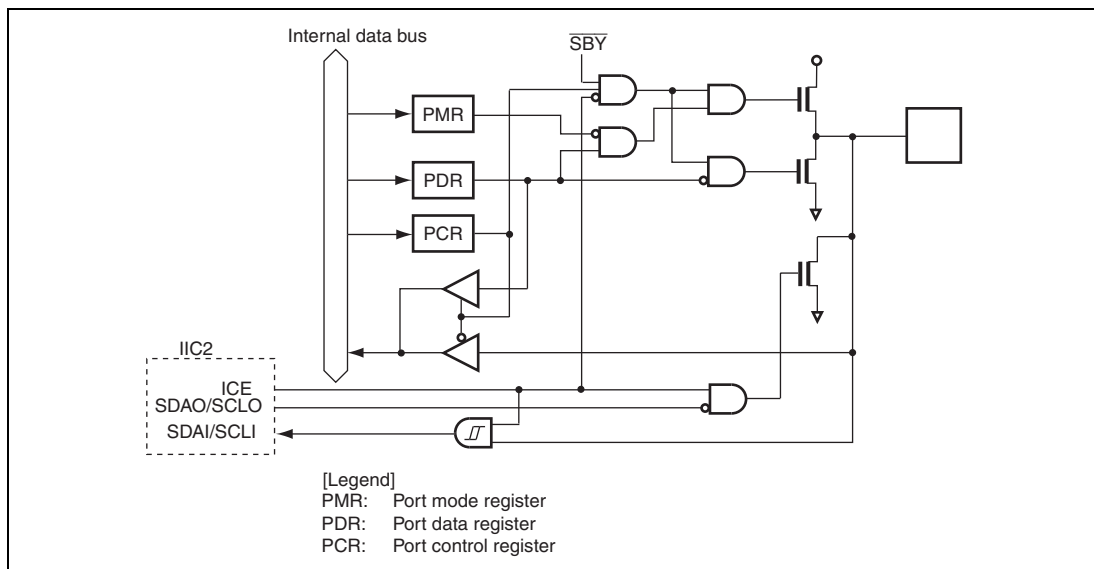 Internal data bus
SBY
PMR
PDR
PCR
IIC2
ICE
SDAO/SCLO
SDAI/SCLI
[Legend]
PMR: Port mode register
PDR: Port data register
PCR: Port control register